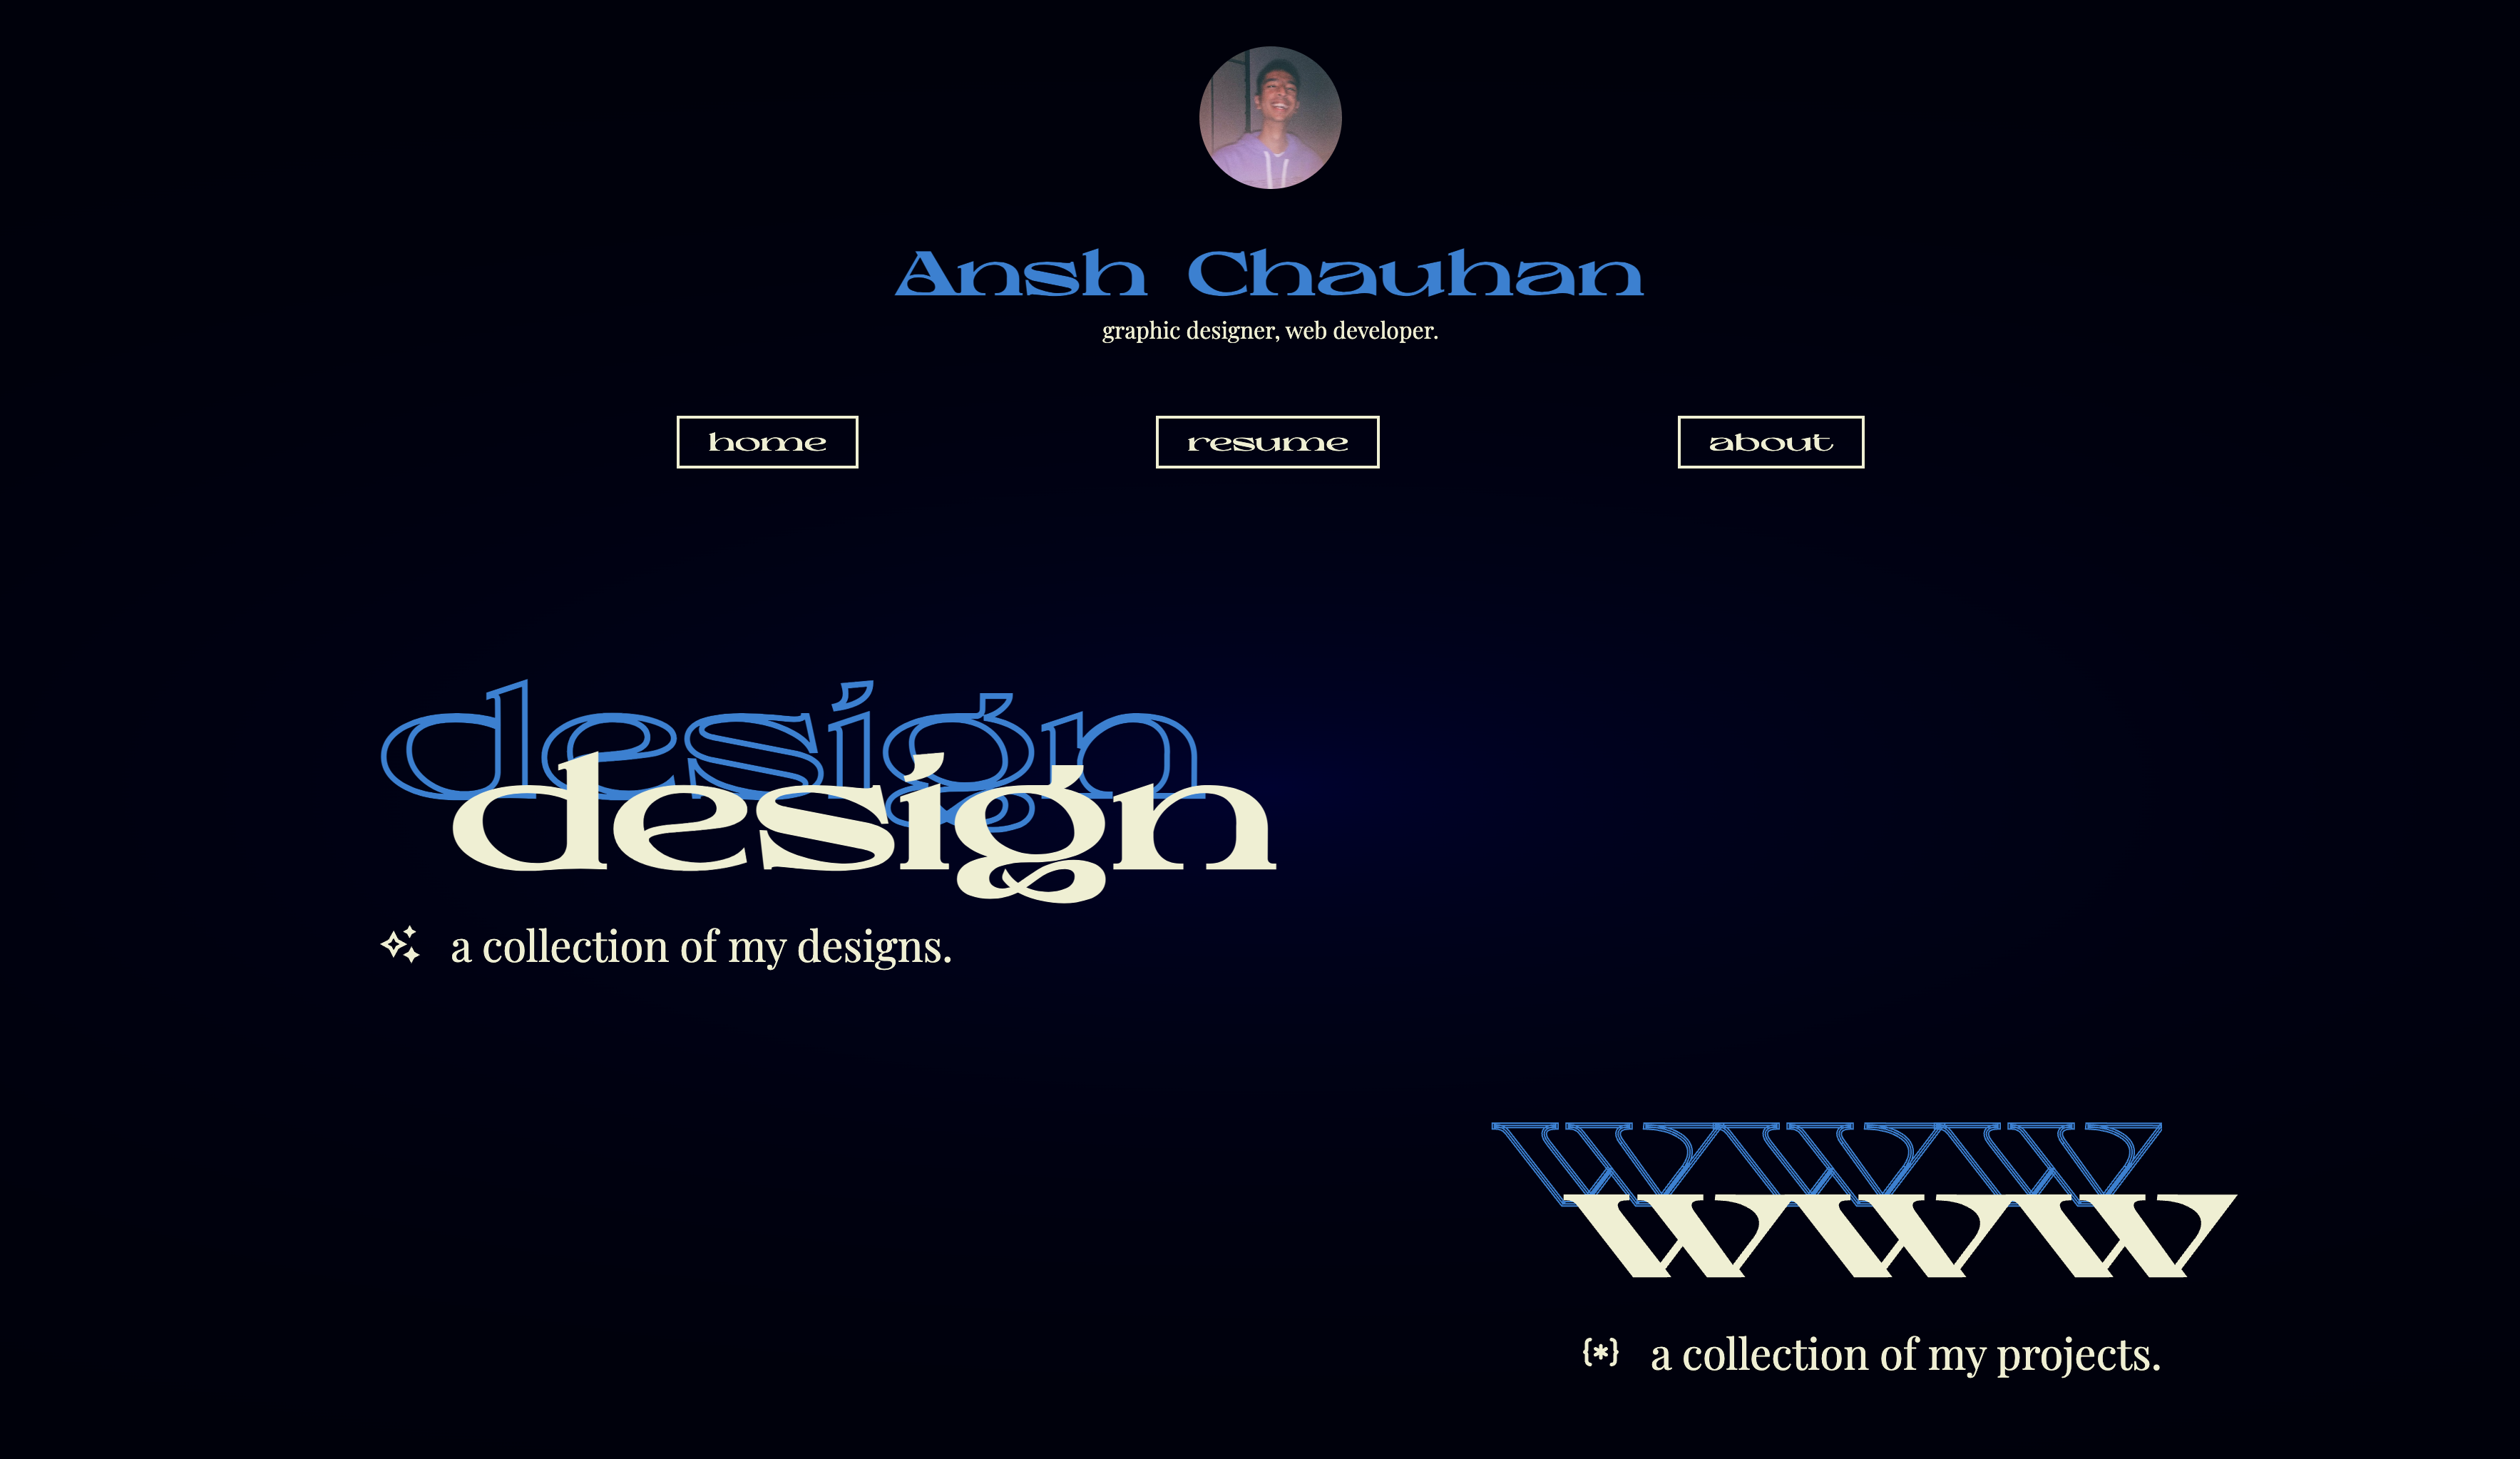 Ansh Chauhan
graphic designer, web developer.
home resume about
design
design
a collection of my designs.
www
www
{*} a collection of my projects.